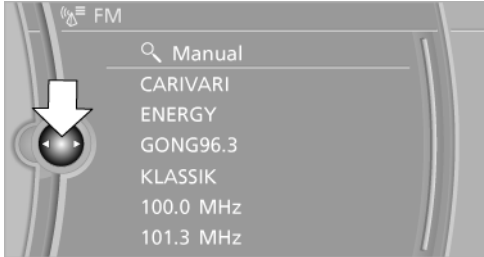 FM
Manual
CARIVARI
ENERGY
GONG96.3
KLASSIK
100.0 MHz
101.3 MHz